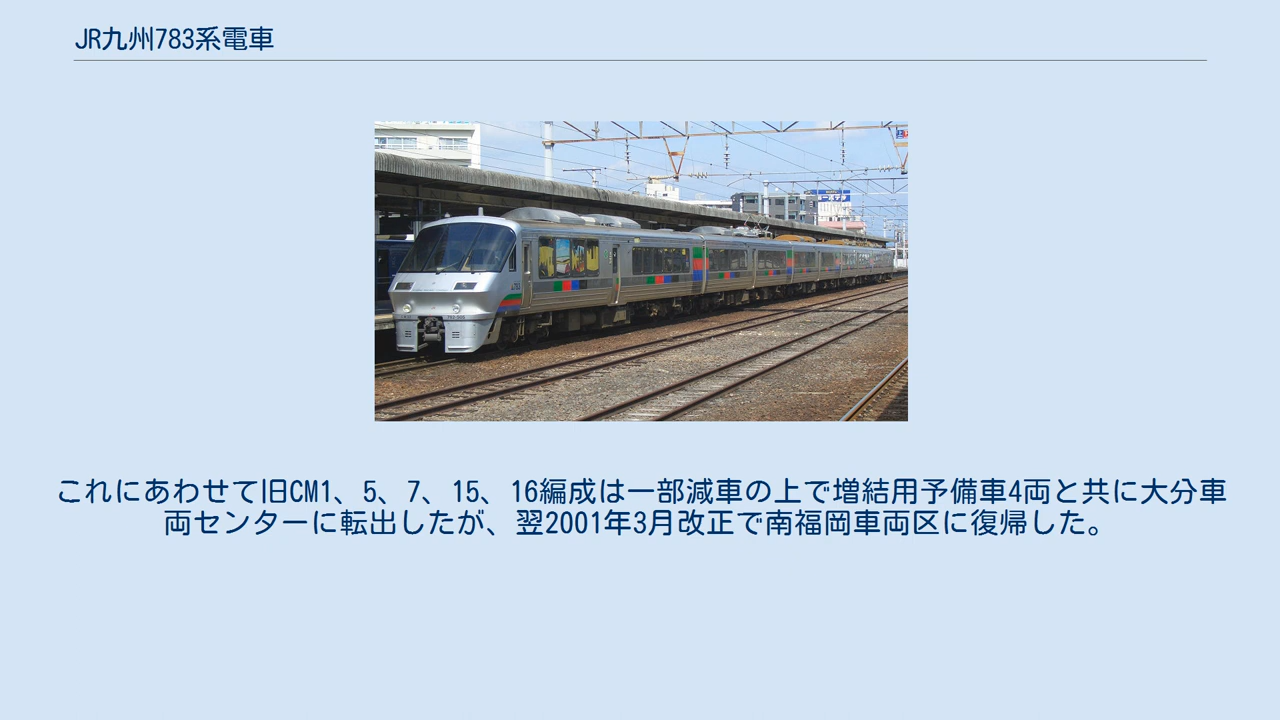 JR九州783系電車
これにあわせて旧CM1、5、7、15、16編成は一部減車の上で増結用予備車4両と共に大分車
両センターに転出したが、翌2001年3月改正で南福岡車両区に復帰した。